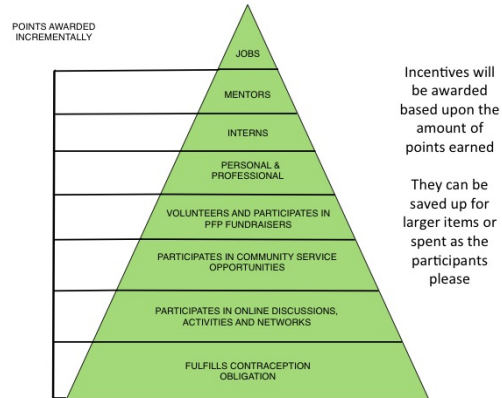 POINTS AWARDED
INCREMENTALLY
JOBS
MENTORS
INTERNS
PERSONAL &
PROFESSIONAL
VOLUNTEERS AND PARTICIPATES IN
PFP FUNDRAISERS
PARTICIPATES IN COMMUNITY SERVICE
OPPORTUNITIES
PARTICIPATES IN ONLINE DISCUSSIONS,
ACTIVITIES AND NETWORKS
FULFILLS CONTRACEPTION
OBLIGATION
Incentives will
be awarded
based upon the
amount of
points earned
They can be
saved up for
larger items or
spent as the
participants
please